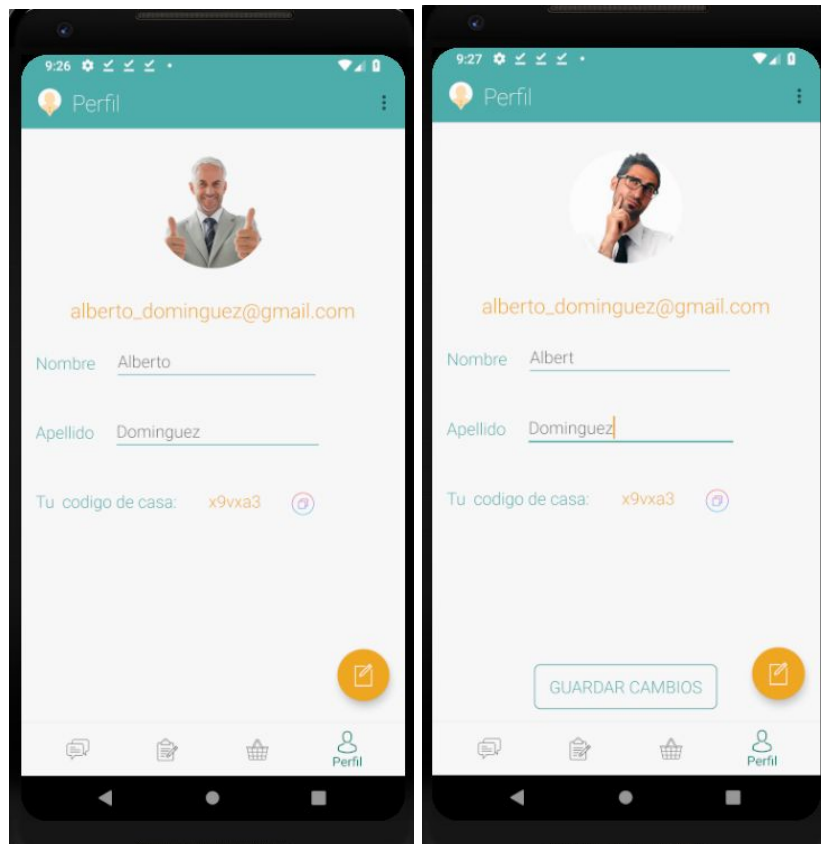 9:26
Perfil
alberto_dominguez@gmail.com
Nombre Alberto
Apellido Dominguez
Tu codigo de casa: x9vxa3
Perfil
9:27
Perfil
alberto_dominguez@gmail.com
Nombre Albert
Apellido Dominguez
Tu codigo de casa: x9vxa3
GUARDAR CAMBIOS
Perfil